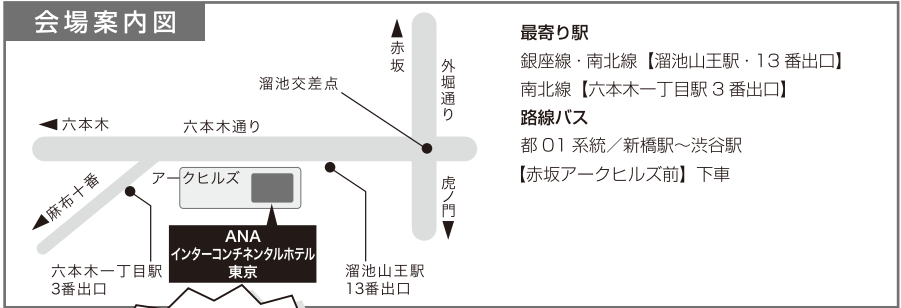 会場案内図
赤坂
外堀通り
溜池交差点
六本木
六本木通り
アークヒルズ
麻布十番
虎ノ門
ANA
インターコンチネンタルホテル
東京
六本木一丁目駅
3番出口
溜池山王駅
13番出口
最寄り駅
銀座線・南北線【溜池山王駅・13番出口】
南北線【六本木一丁目駅3番出口】
路線バス
都01系統／新橋駅～渋谷駅
【赤坂アークヒルズ前】下車